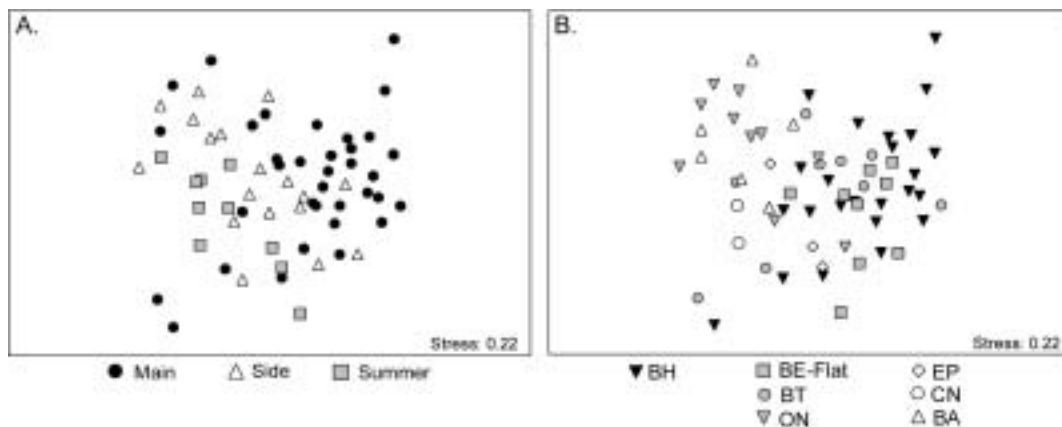 A.
Stress: 0.22
Main Side Summer
B.
Stress: 0.22
BH BE-Flat EP
BT CN
ON BA